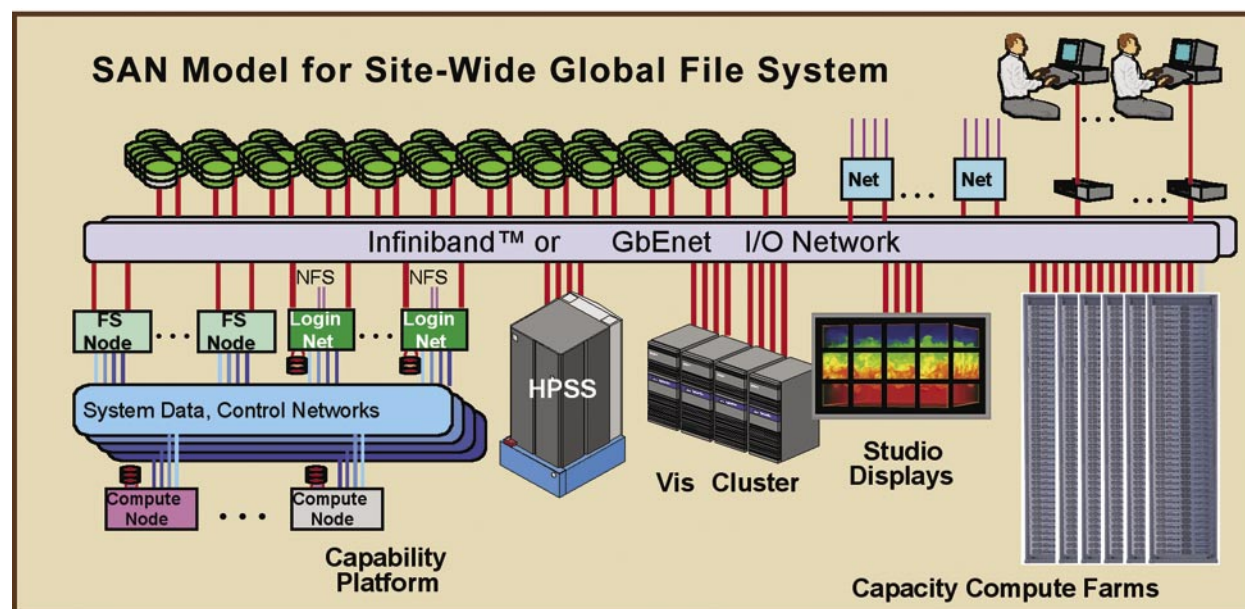 SAN Model for Site-Wide Global File System
Net
...
Net
...
Infiniband™ or GbEnet I/O Network
NFS
NFS
FS
Node
...
FS
Node
Login
Net
...
Login
Net
System Data, Control Networks
Compute
Node
...
Compute
Node
Capability
Platform
HPSS
Vis Cluster
Studio
Displays
Capacity Compute Farms